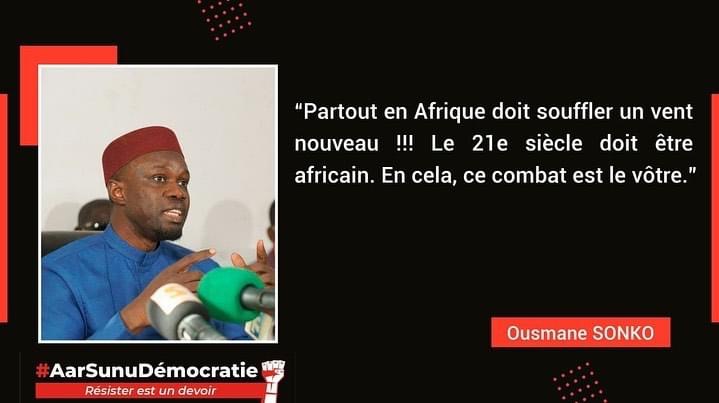 “Partout en Afrique doit souffler un vent
nouveau !!! Le 21e siècle doit être
africain. En cela, ce combat est le vôtre.”
Ousmane SONKO
#AarSunuDémocratie
Résister est un devoir